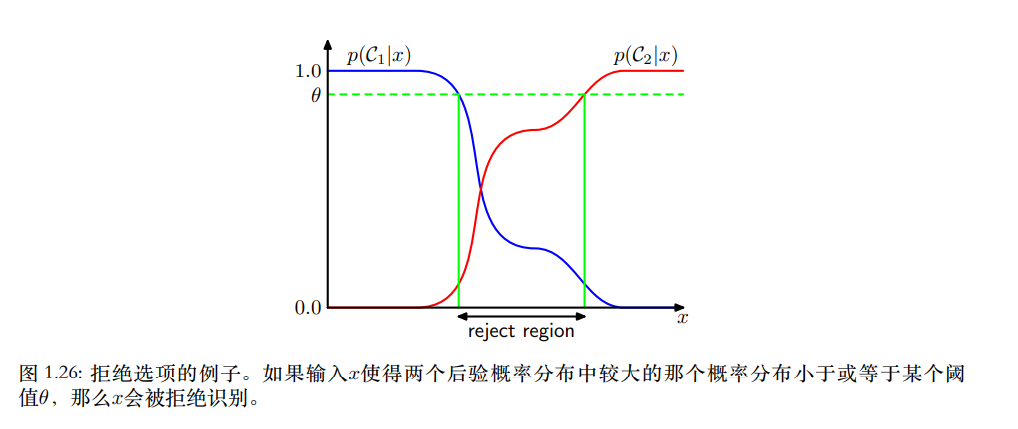 p(C₁|x) p(C₂|x)
1.0
θ
0.0
x
reject region
图 1.26: 拒绝选项的例子。如果输入x使得两个后验概率分布中较大的那个概率分布小于或等于某个阈
值θ，那么x会被拒绝识别。